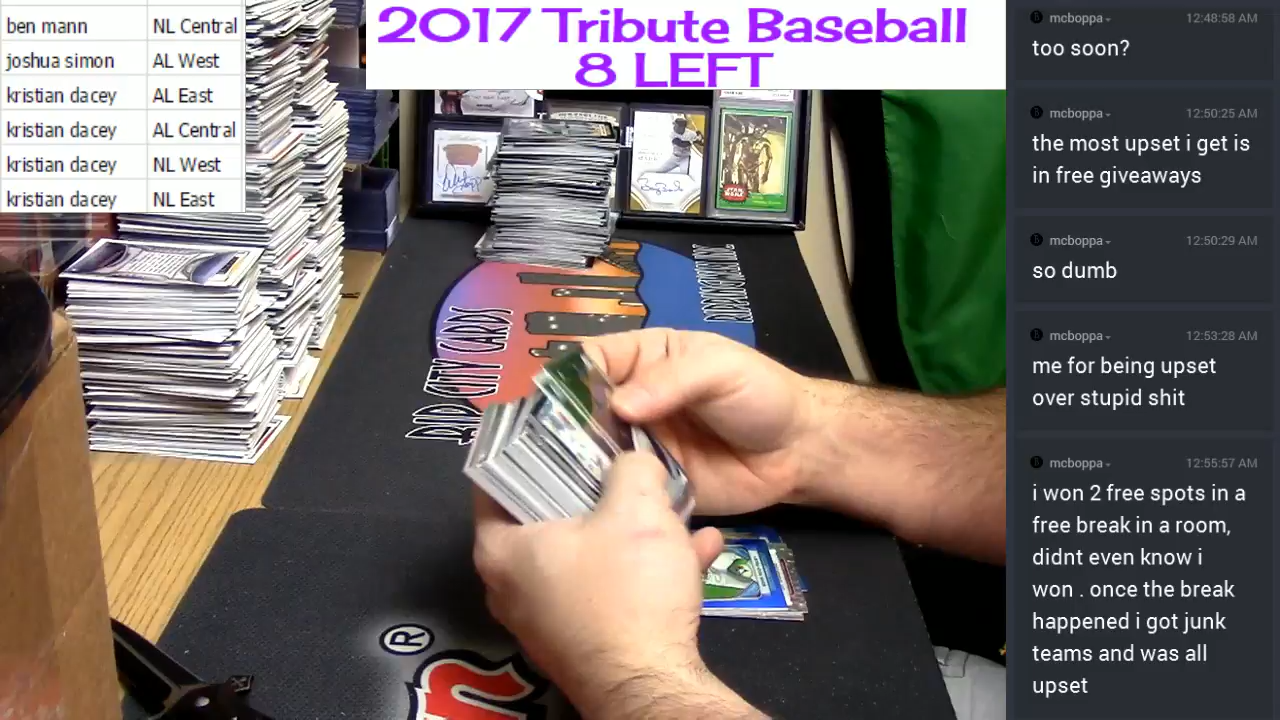 2017 Tribute Baseball
8 LEFT
ben mann NL Central
joshua simon AL West
kristian dacey AL East
kristian dacey AL Central
kristian dacey NL West
kristian dacey NL East
mcboppa 12:48:58 AM
too soon?
mcboppa 12:50:25 AM
the most upset i get is
in free giveaways
mcboppa 12:50:29 AM
so dumb
mcboppa 12:53:28 AM
me for being upset
over stupid shit
mcboppa 12:55:57 AM
i won 2 free spots in a
free break in a room,
didnt even know i
won . once the break
happened i got junk
teams and was all
upset
RIP CITY CARDS
STAR WARS
®